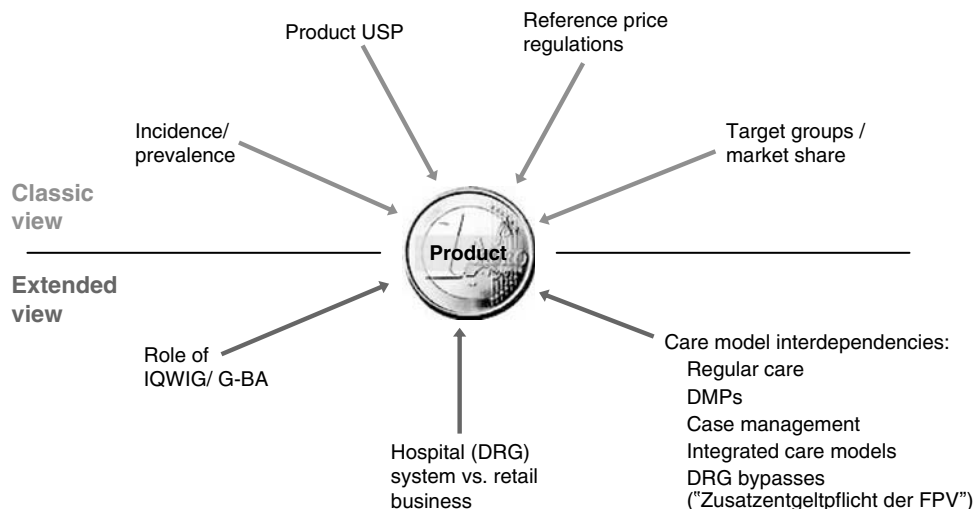 Product USP
Reference price
regulations
Incidence/
prevalence
Target groups /
market share
Classic
view
Product
Extended
view
Role of
IQWIG/ G-BA
Hospital (DRG)
system vs. retail
business
Care model interdependencies:
Regular care
DMPs
Case management
Integrated care models
DRG bypasses
("Zusatzentgeltpflicht der FPV")